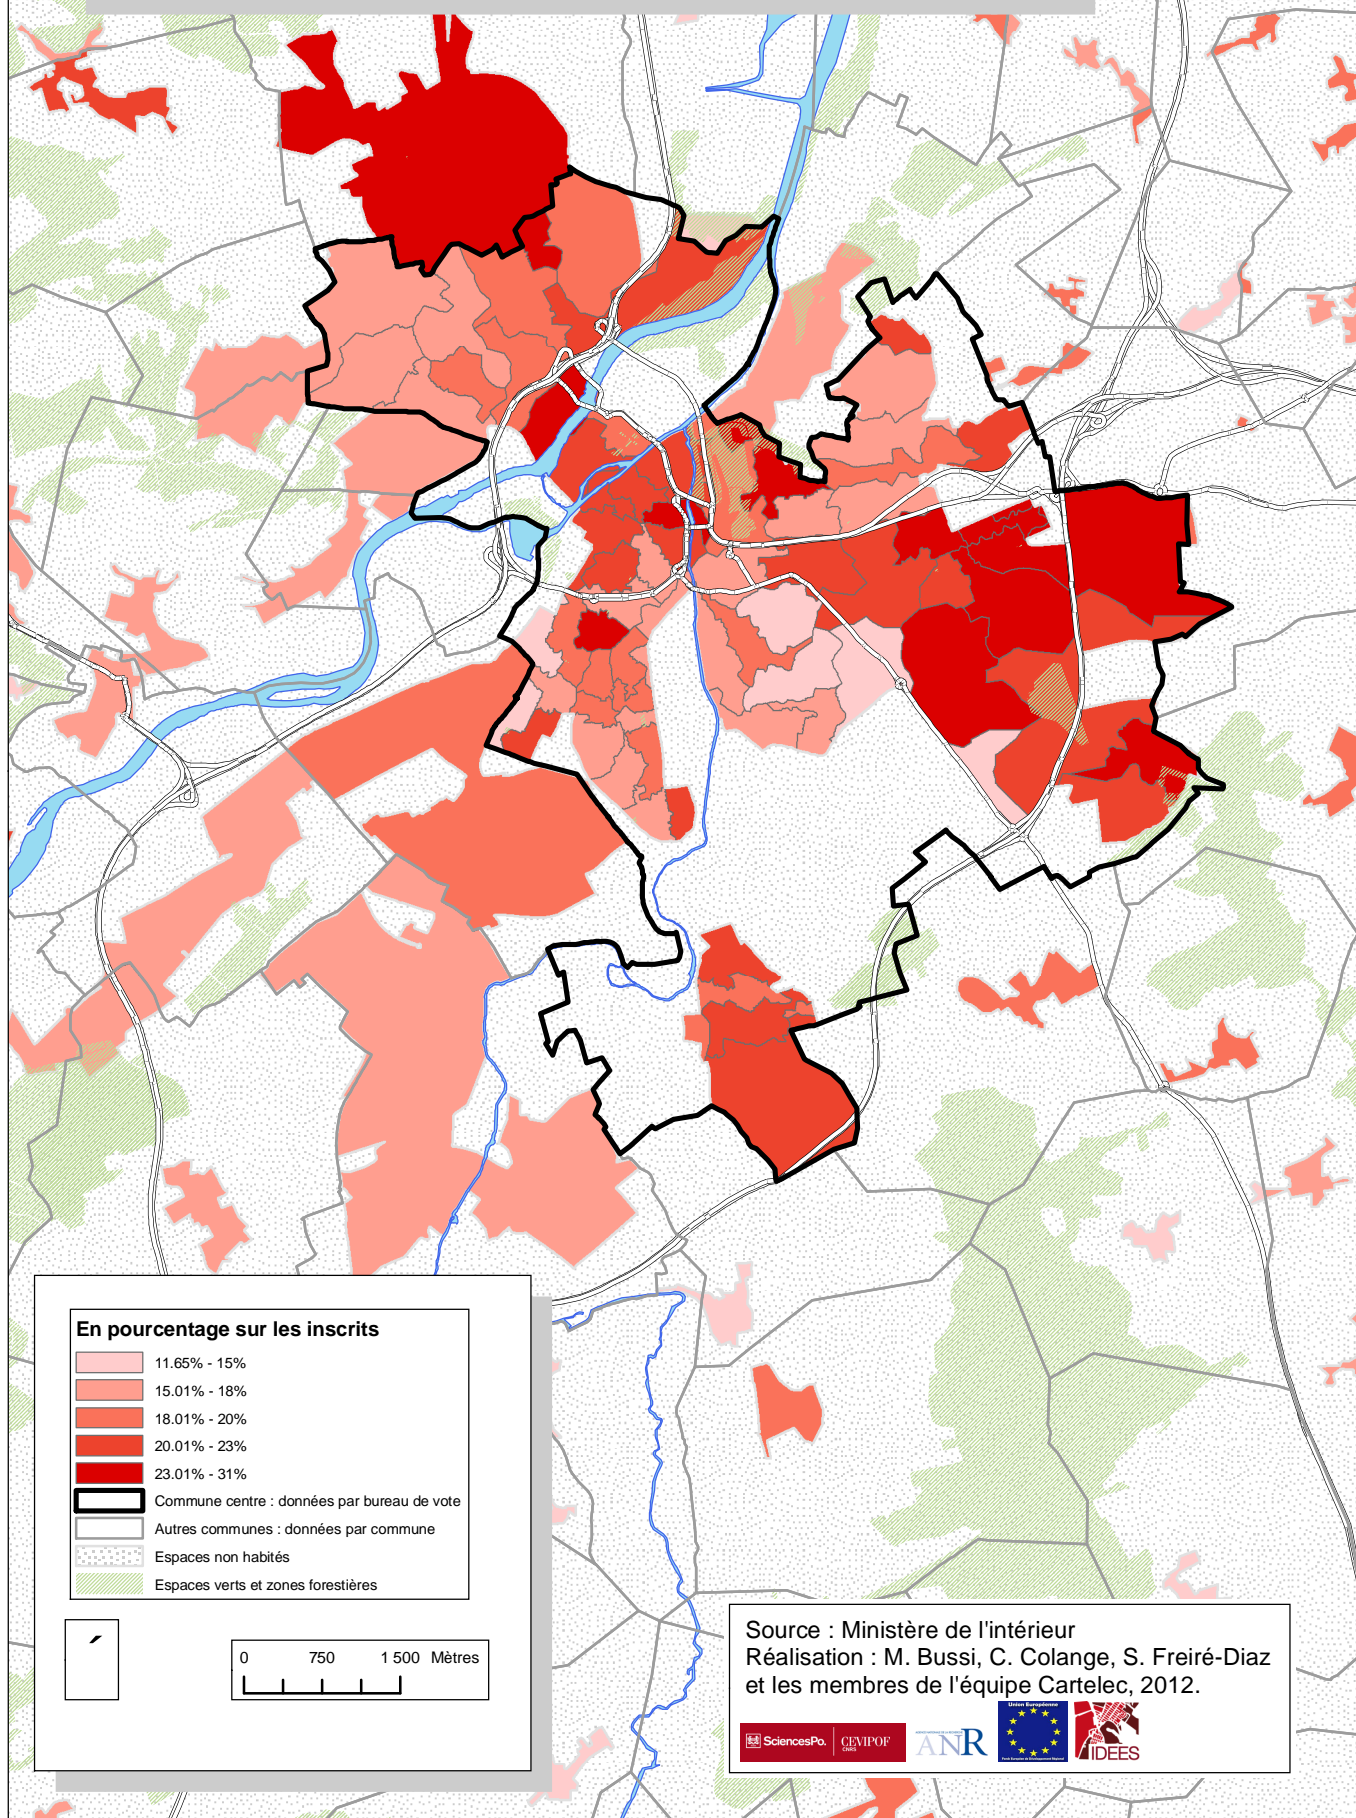 En pourcentage sur les inscrits
11.65% - 15%
15.01% - 18%
18.01% - 20%
20.01% - 23%
23.01% - 31%
Commune centre : données par bureau de vote
Autres communes : données par commune
Espaces non habités
Espaces verts et zones forestières
0 750 1 500 Mètres
Source : Ministère de l'intérieur
Réalisation : M. Bussi, C. Colange, S. Freiré-Diaz
et les membres de l'équipe Cartelec, 2012.
SciencesPo. CEVIPOF
CNRS
ANR
Union Européenne
IDEES